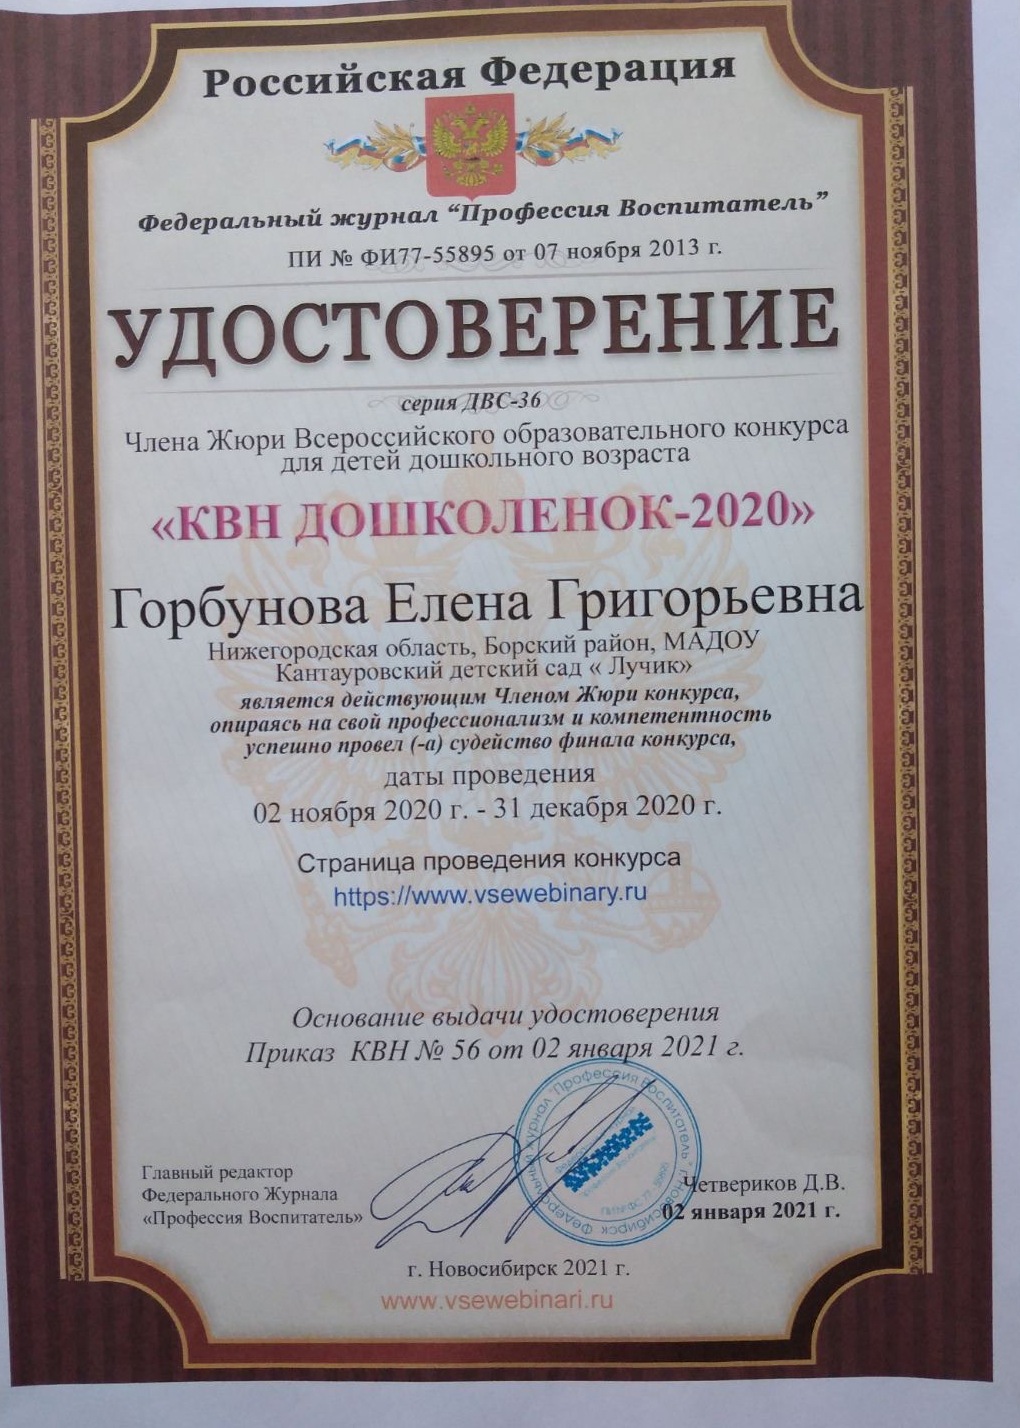 Российская Федерация
Федеральный журнал “Профессия Воспитатель”
ПИ № ФИ77-55895 от 07 ноября 2013 г.
УДОСТОВЕРЕНИЕ
серия ДВС-36
Члена Жюри Всероссийского образовательного конкурса
для детей дошкольного возраста
«КВН ДОШКОЛЕНОК-2020»
Горбунова Елена Григорьевна
Нижегородская область, Борский район, МАДОУ
Кантауровский детский сад « Лучик»
является действующим Членом Жюри конкурса,
опираясь на свой профессионализм и компетентность
успешно провел (-а) судейство финала конкурса,
даты проведения
02 ноября 2020 г. - 31 декабря 2020 г.
Страница проведения конкурса
https://www.vsewebinary.ru
Основание выдачи удостоверения
Приказ КВН № 56 от 02 января 2021 г.
Федеральный журнал "Профессия Воспитатель" г.Новосибирск
Главный редактор
Федерального Журнала
«Профессия Воспитатель»
Четвериков Д.В.
02 января 2021 г.
г. Новосибирск 2021 г.
www.vsewebinari.ru